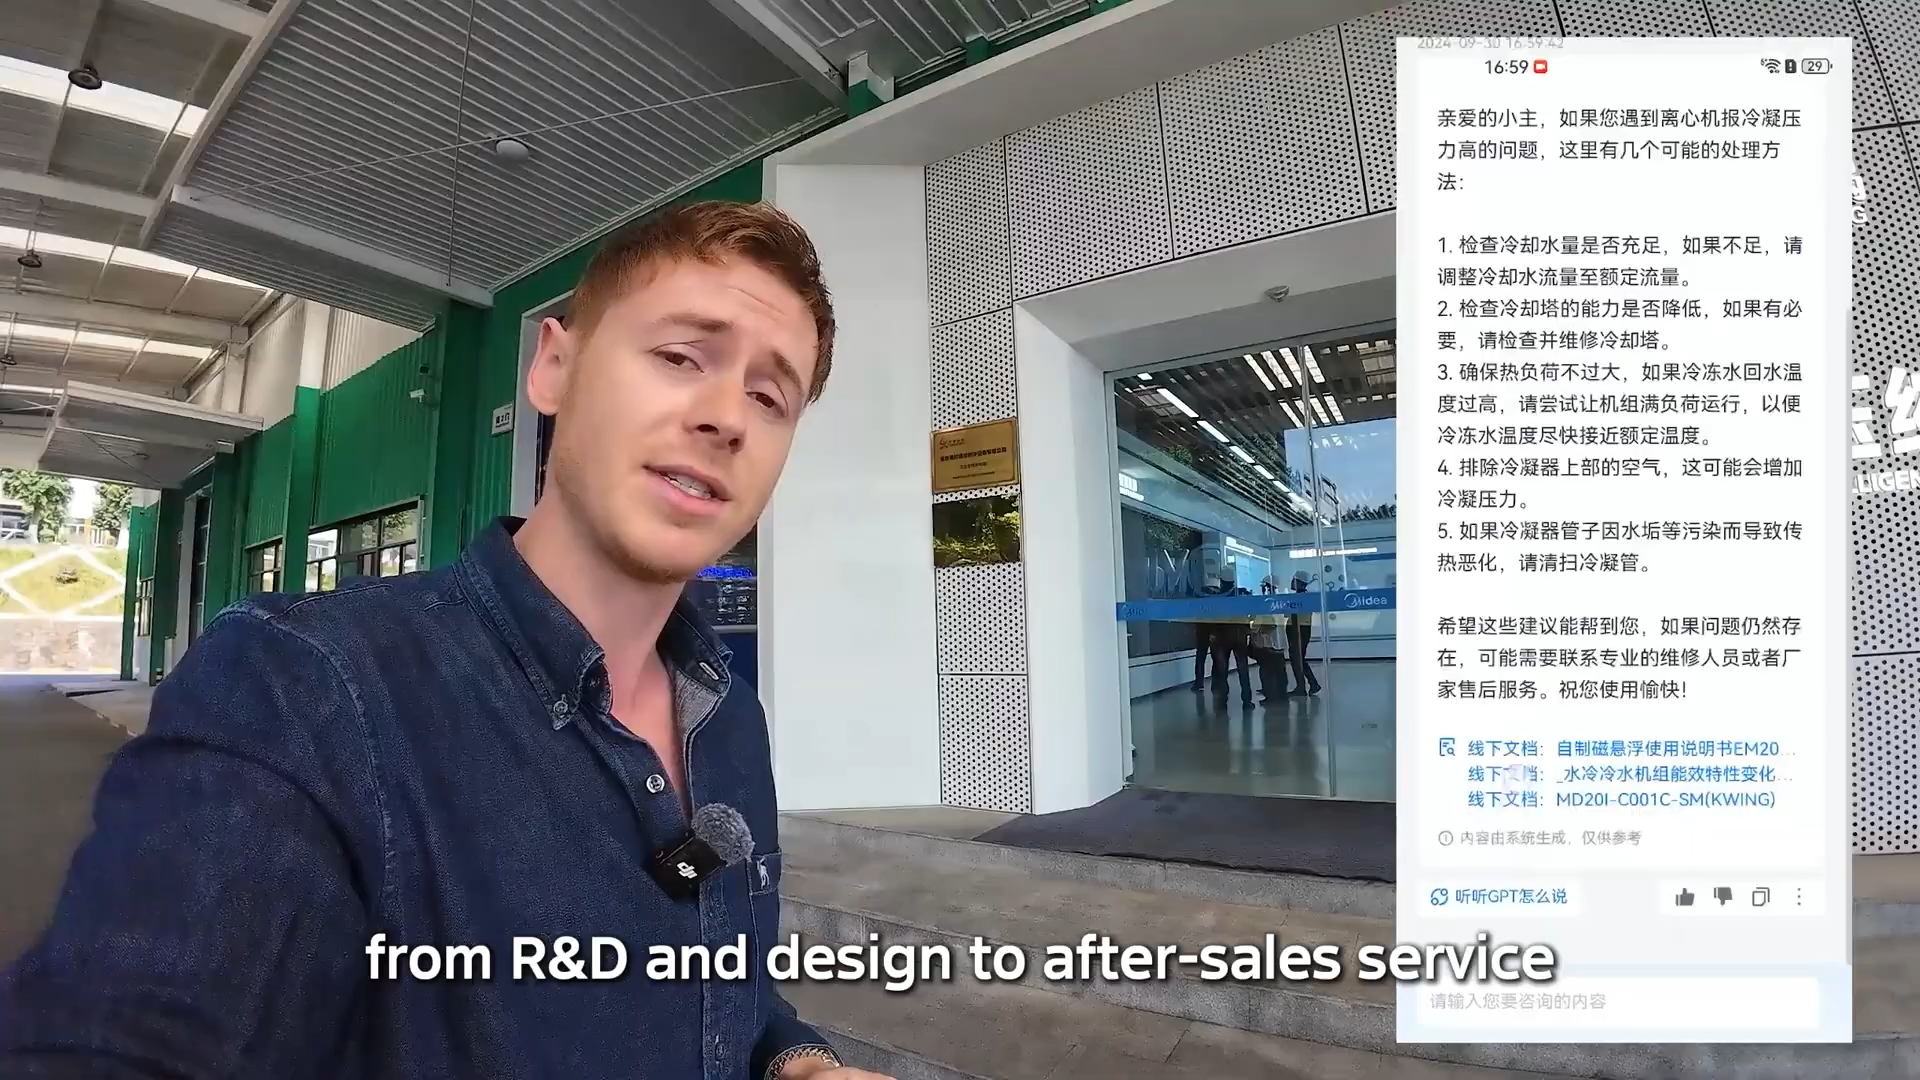 2024-09-30 16:59:42
16:59
29
亲爱的小主，如果您遇到离心机报冷凝压
力高的问题，这里有几个可能的处理方
法：
1. 检查冷却水量是否充足，如果不足，请
调整冷却水流量至额定流量。
2. 检查冷却塔的能力是否降低，如果有必
要，请检查并维修冷却塔。
3. 确保热负荷不过大，如果冷冻水回水温
度过高，请尝试让机组满负荷运行，以便
冷冻水温度尽快接近额定温度。
4. 排除冷凝器上部的空气，这可能会增加
冷凝压力。
5. 如果冷凝器管子因水垢等污染而导致传
热恶化，请清扫冷凝管。
希望这些建议能帮到您，如果问题仍然存
在，可能需要联系专业的维修人员或者厂
家售后服务。祝您使用愉快!
线下文档：自制磁悬浮使用说明书EM20...
线下文档：_水冷冷水机组能效特性变化...
线下文档：MD20I-C001C-SM(KWING)
内容由系统生成，仅供参考
听听GPT怎么说
请输入您要咨询的内容
Midea
Midea
dji
from R&D and design to after-sales service